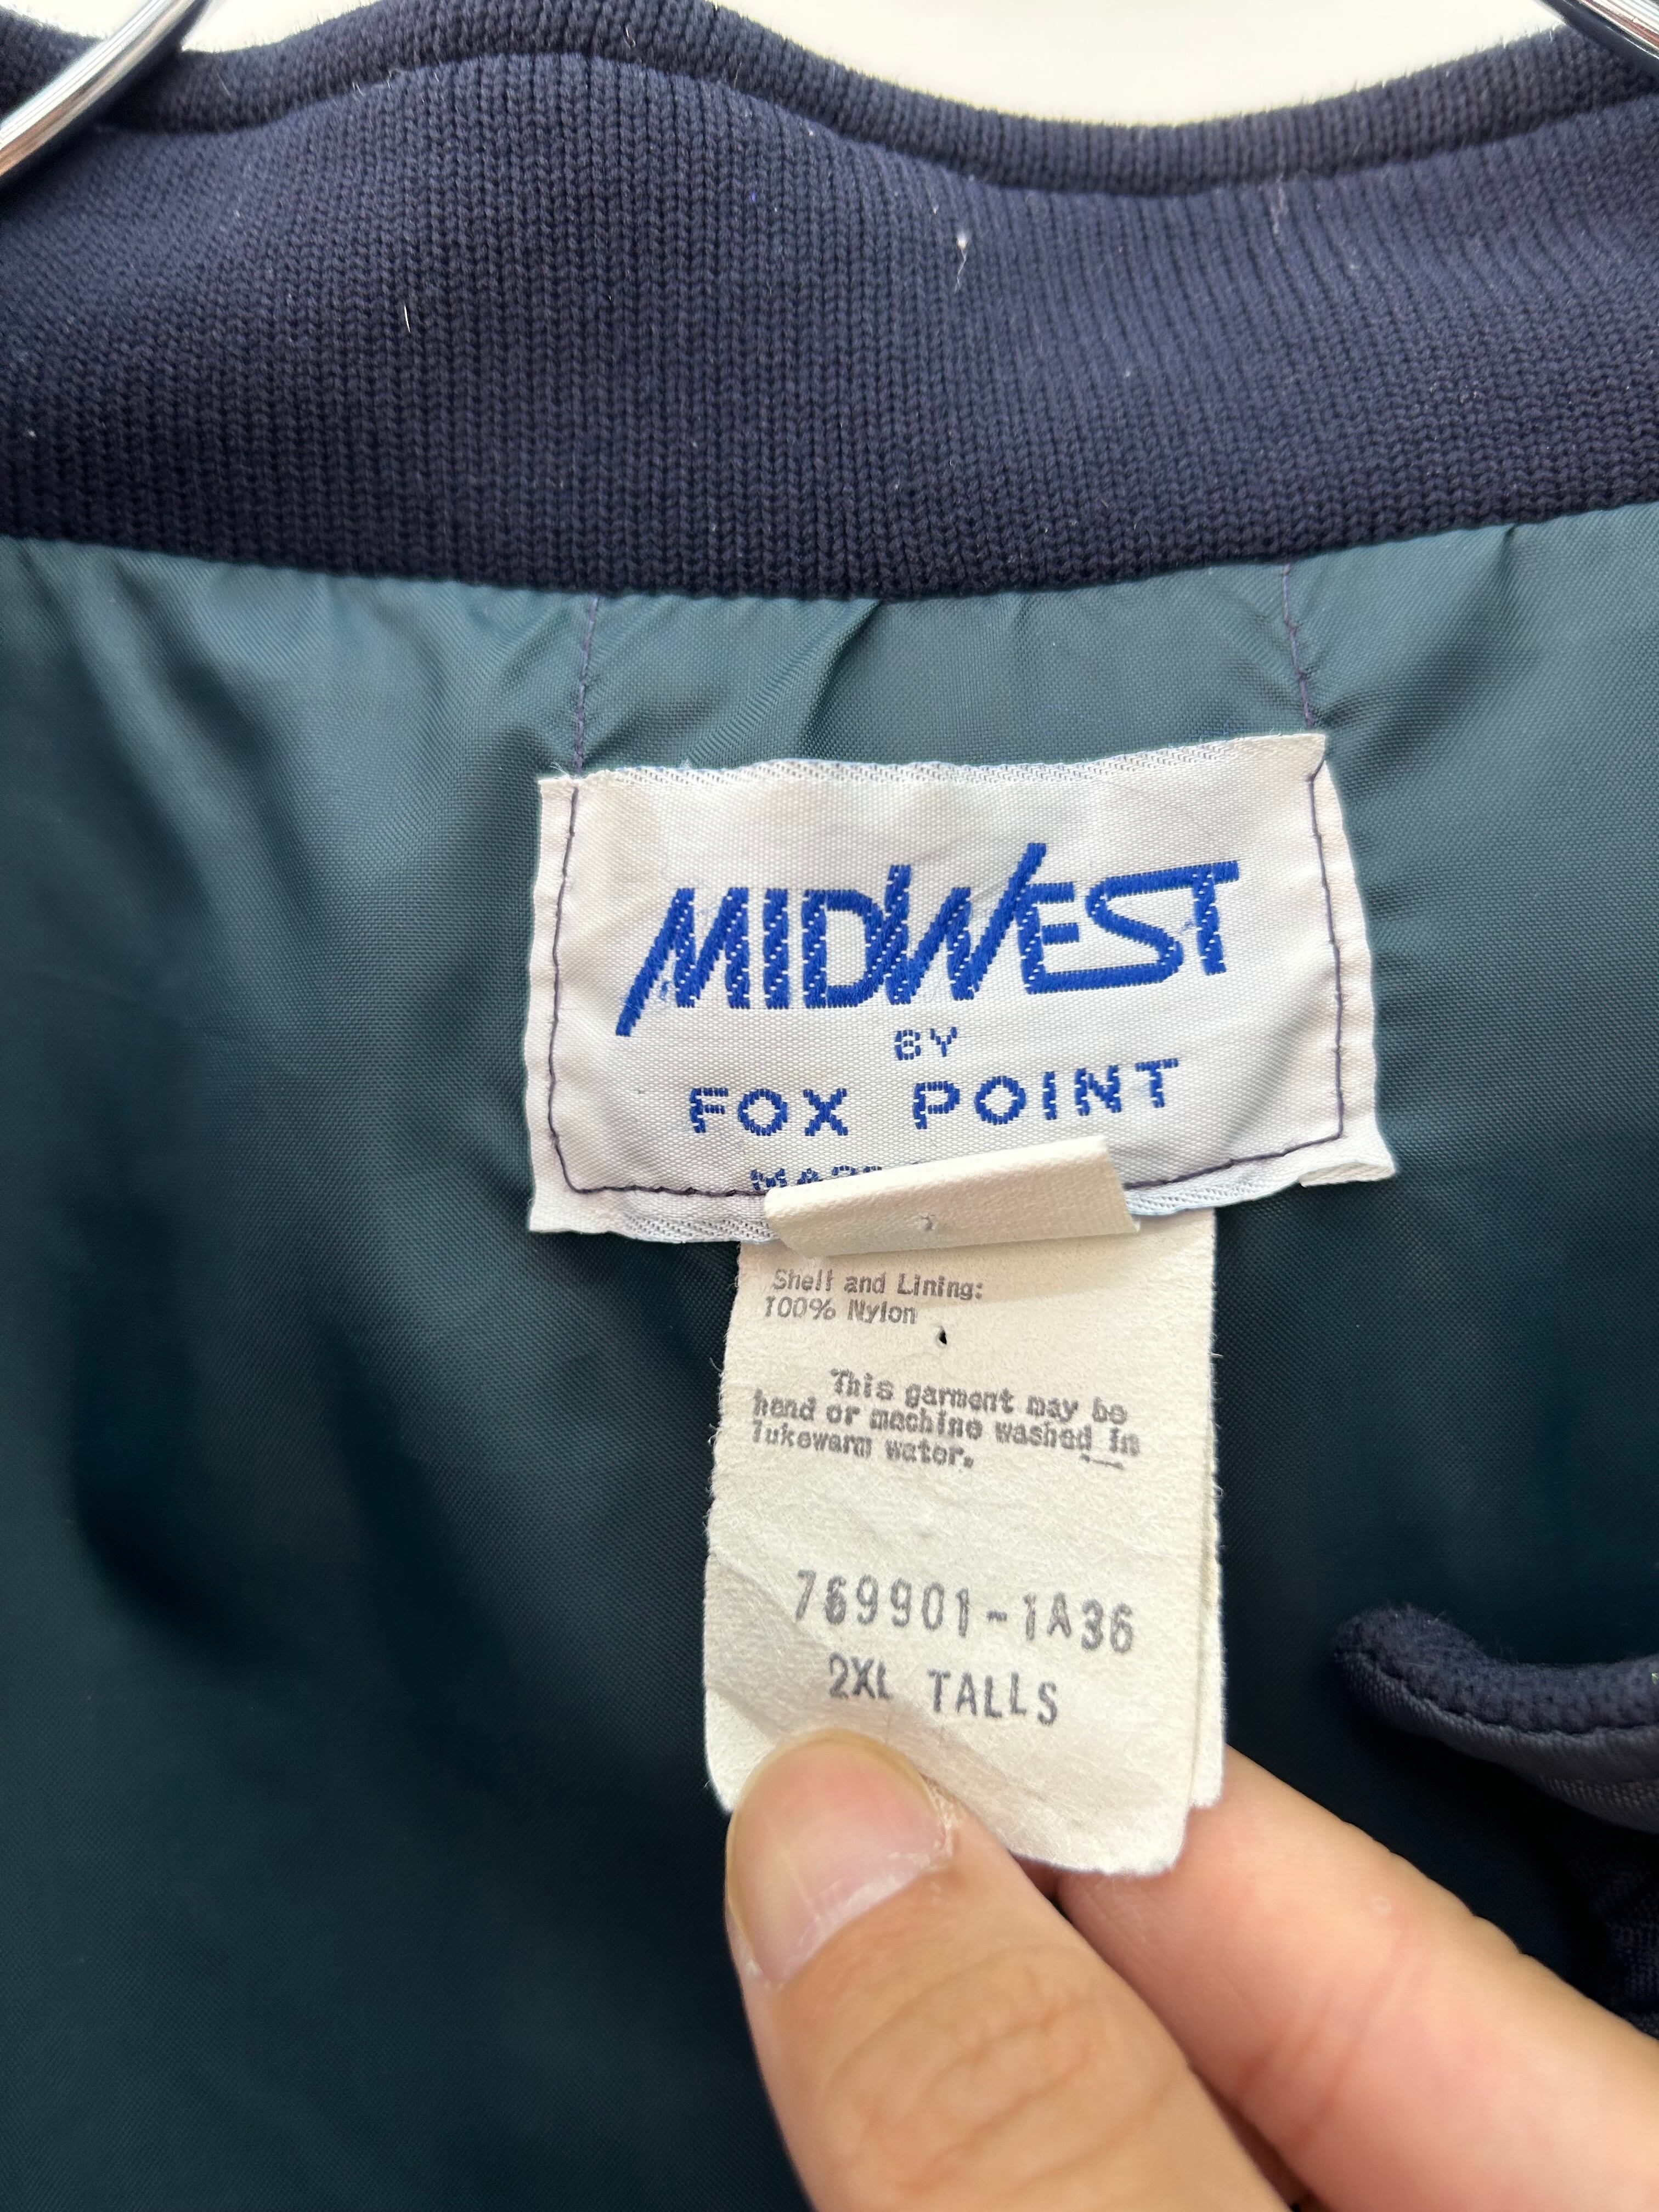 MIDWEST
BY
FOX POINT
Shell and Lining:
100% Nylon
This garment may be
hand or machine washed in
lukewarm water.
769901-1A36
2XL TALLS